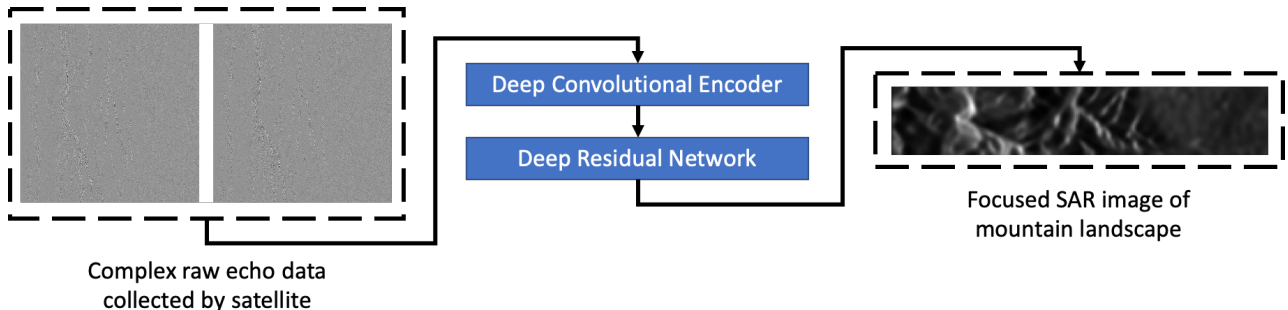 Complex raw echo data
collected by satellite
Deep Convolutional Encoder
Deep Residual Network
Focused SAR image of
mountain landscape